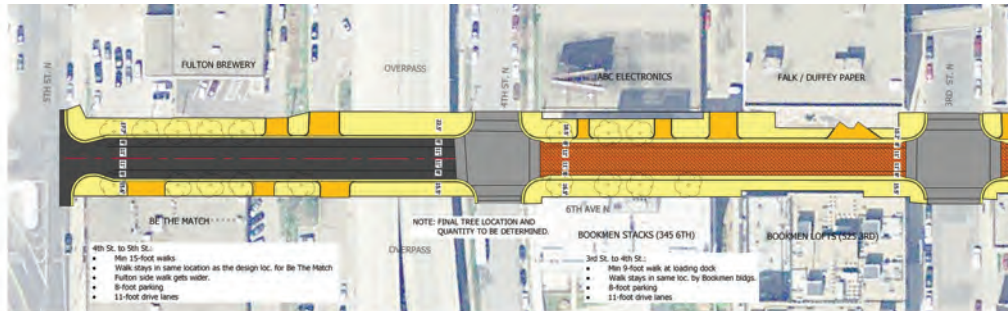 FULTON BREWERY
OVERPASS
ABC ELECTRONICS
FALK / DUFFEY PAPER
5TH ST. N
4TH ST. N
3RD ST. N
BE THE MATCH
NOTE: FINAL TREE LOCATION AND
QUANTITY TO BE DETERMINED.
6TH AVE N
OVERPASS
BOOKMEN STACKS (345 6TH)
BOOKMEN LOFTS (525 3RD)
4th St. to 5th St.:
• Min 15-foot walks
• Walk stays in same location as the design loc. for Be The Match
• Fulton side walk gets wider.
• 8-foot parking
• 11-foot drive lanes
3rd St. to 4th St.:
• Min 9-foot walk at loading dock
• Walk stays in same loc. by Bookmen bldgs.
• 8-foot parking
• 11-foot drive lanes